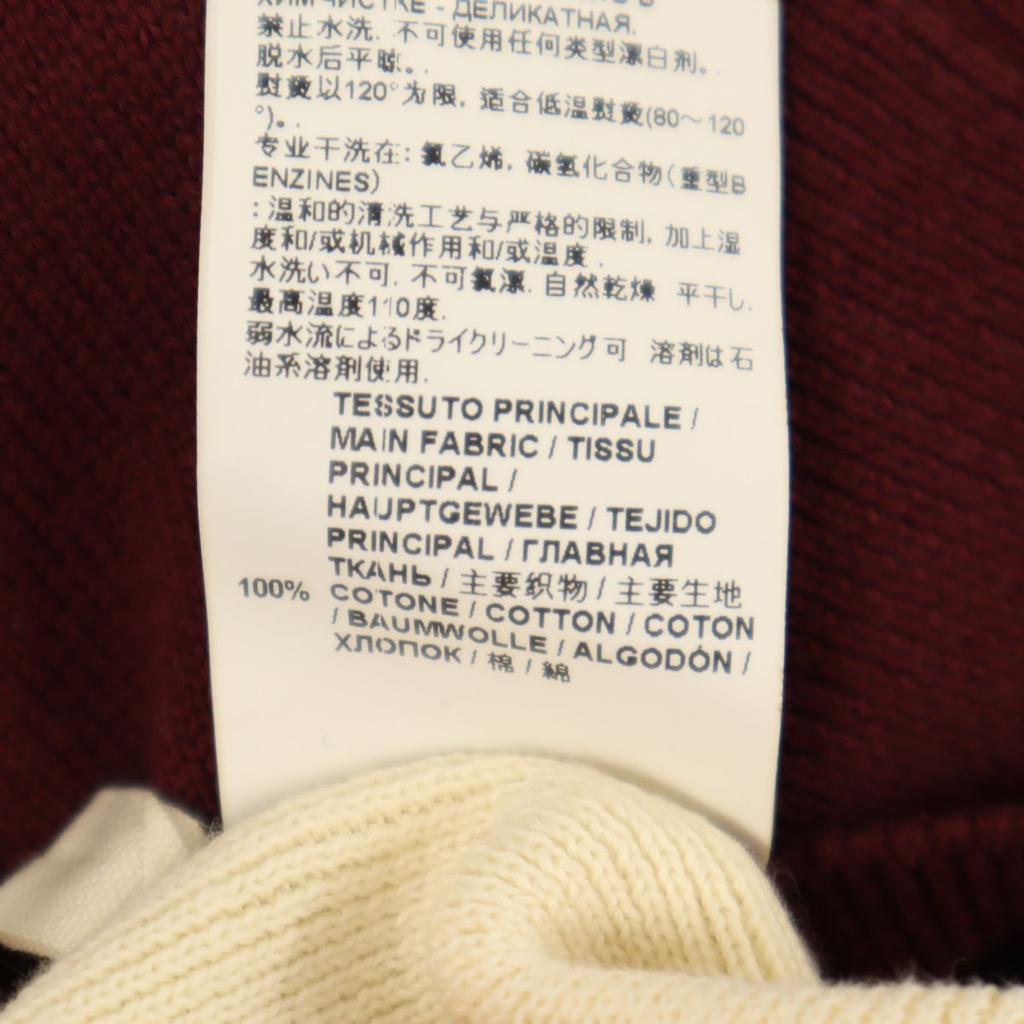 ХИМЧИСТКЕ - ДЕЛИКАТНАЯ.
禁止水洗. 不可使用任何类型漂白剂。.
脱水后平晾。.
熨烫以120°为限, 适合低温熨烫(80～120
°)。.
专业干洗在: 氯乙烯, 碳氢化合物(重型B
ENZINES)
:温和的清洗工艺与严格的限制, 加上湿
度和/或机械作用和/或温度.
水洗い不可. 不可氯漂. 自然乾燥 平干し.
最高温度110度.
弱水流によるドライクリーニング可 溶剤は石
油系溶剤使用.
TESSUTO PRINCIPALE /
MAIN FABRIC / TISSU
PRINCIPAL /
HAUPTGEWEBE / TEJIDO
PRINCIPAL / ГЛАВНАЯ
ТКАНЬ / 主要织物 / 主要生地
100% COTONE / COTTON / COTON
/ BAUMWOLLE / ALGODÓN /
ХЛОПОК / 棉 / 綿